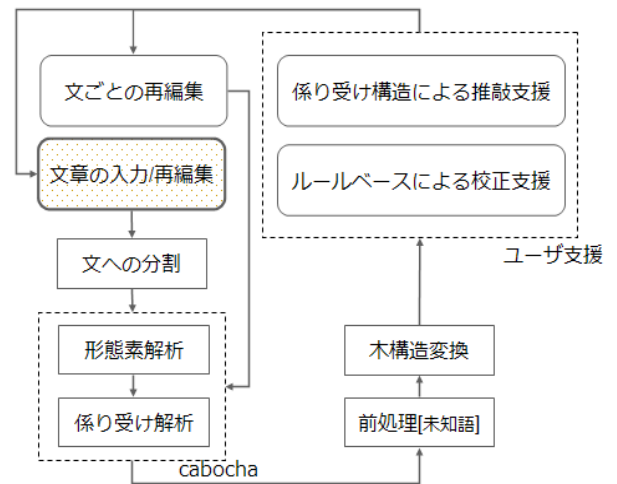 文ごとの再編集
文章の入力/再編集
文への分割
形態素解析
係り受け解析
cabocha
前処理[未知語]
木構造変換
係り受け構造による推敲支援
ルールベースによる校正支援
ユーザ支援